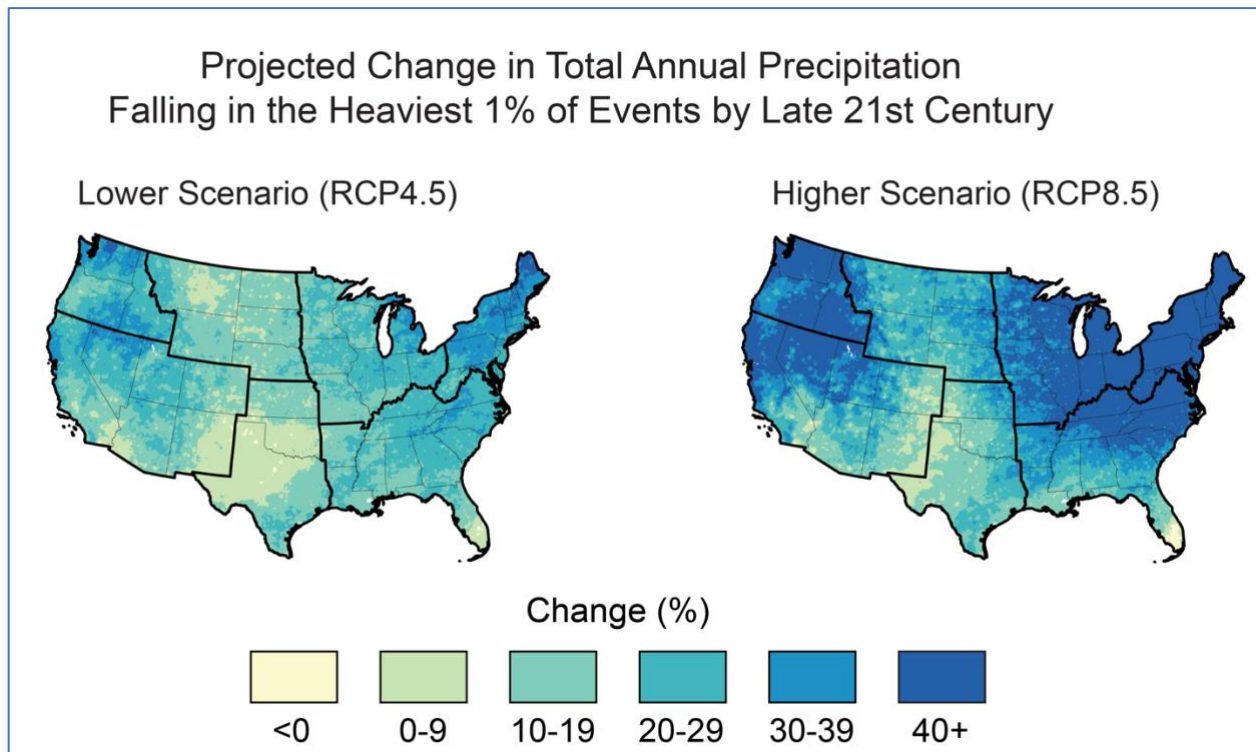 Projected Change in Total Annual Precipitation
Falling in the Heaviest 1% of Events by Late 21st Century
Lower Scenario (RCP4.5)
Higher Scenario (RCP8.5)
Change (%)
<0
0-9
10-19
20-29
30-39
40+